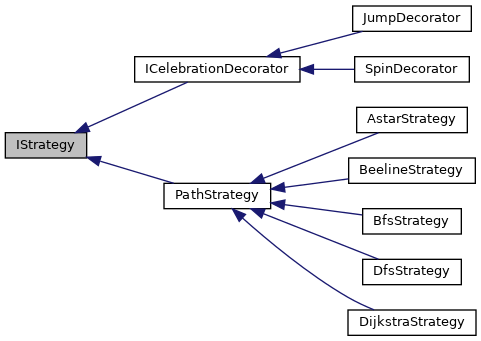 JumpDecorator
ICelebrationDecorator
SpinDecorator
AstarStrategy
IStrategy
BeelineStrategy
PathStrategy
BfsStrategy
DfsStrategy
DijkstraStrategy